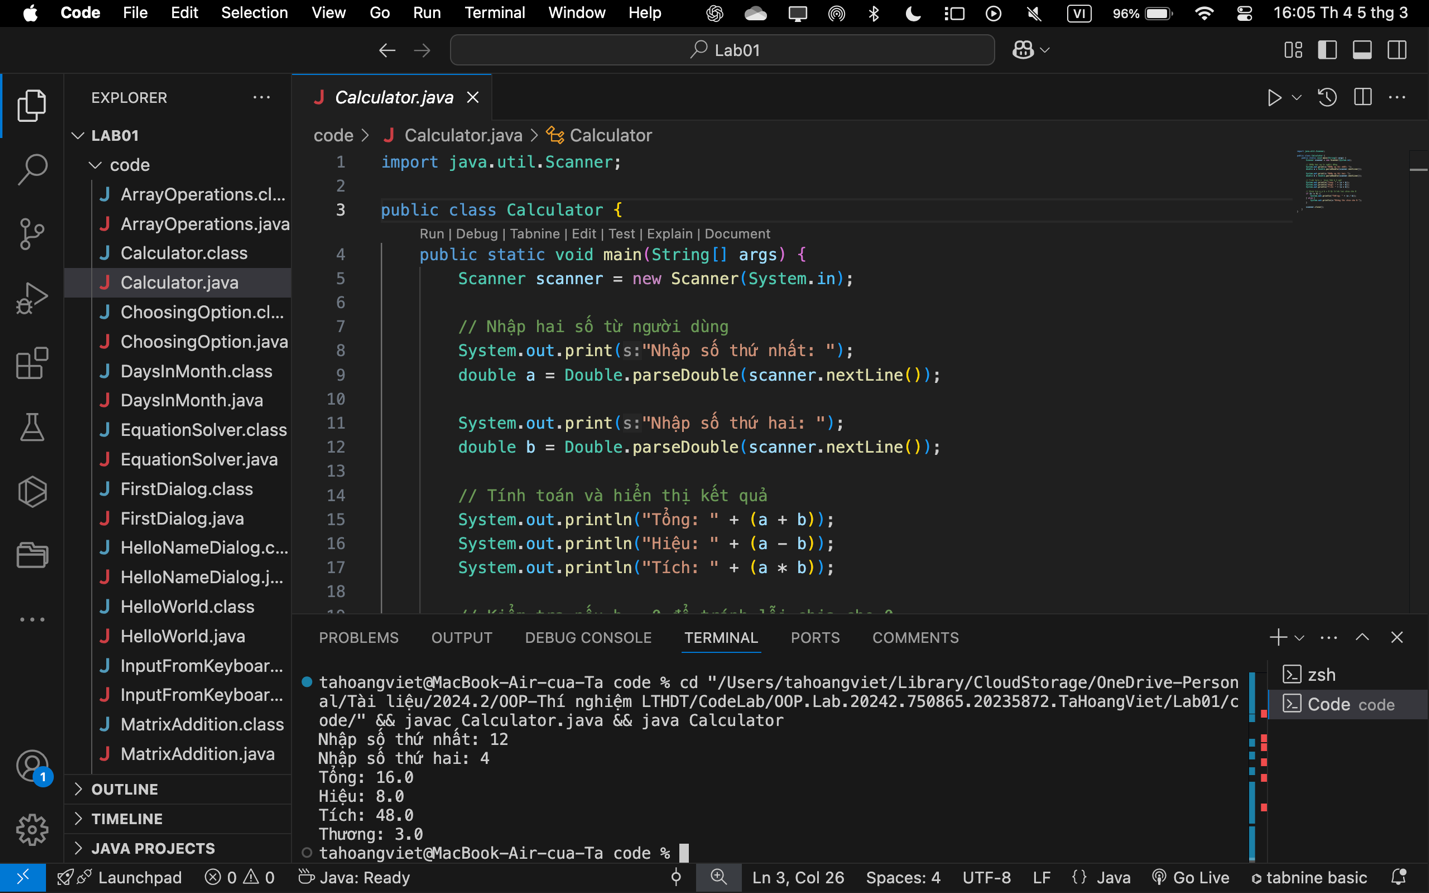 Code File Edit Selection View Go Run Terminal Window Help VI 96% 16:05 Th 4 5 thg 3
Lab01
EXPLORER
LAB01
code
ArrayOperations.cl...
ArrayOperations.java
Calculator.class
Calculator.java
ChoosingOption.cl...
ChoosingOption.java
DaysInMonth.class
DaysInMonth.java
EquationSolver.class
EquationSolver.java
FirstDialog.class
FirstDialog.java
HelloNameDialog.c...
HelloNameDialog.j...
HelloWorld.class
HelloWorld.java
InputFromKeyboar...
InputFromKeyboar...
MatrixAddition.class
MatrixAddition.java
OUTLINE
TIMELINE
JAVA PROJECTS
1
Calculator.java
code > Calculator.java > Calculator
1 import java.util.Scanner;
2
3 public class Calculator {
Run | Debug | Tabnine | Edit | Test | Explain | Document
4 public static void main(String[] args) {
5 Scanner scanner = new Scanner(System.in);
6
7 // Nhập hai số từ người dùng
8 System.out.print(s:"Nhập số thứ nhất: ");
9 double a = Double.parseDouble(scanner.nextLine());
10
11 System.out.print(s:"Nhập số thứ hai: ");
12 double b = Double.parseDouble(scanner.nextLine());
13
14 // Tính toán và hiển thị kết quả
15 System.out.println("Tổng: " + (a + b));
16 System.out.println("Hiệu: " + (a - b));
17 System.out.println("Tích: " + (a * b));
18
PROBLEMS OUTPUT DEBUG CONSOLE TERMINAL PORTS COMMENTS
tahoangviet@MacBook-Air-cua-Ta code % cd "/Users/tahoangviet/Library/CloudStorage/OneDrive-Person
al/Tài liệu/2024.2/OOP-Thí nghiệm LTHDT/CodeLab/OOP.Lab.20242.750865.20235872.TaHoangViet/Lab01/c
ode/" && javac Calculator.java && java Calculator
Nhập số thứ nhất: 12
Nhập số thứ hai: 4
Tổng: 16.0
Hiệu: 8.0
Tích: 48.0
Thương: 3.0
tahoangviet@MacBook-Air-cua-Ta code %
zsh
Code code
Launchpad 0 0 Java: Ready Ln 3, Col 26 Spaces: 4 UTF-8 LF {} Java Go Live tabnine basic